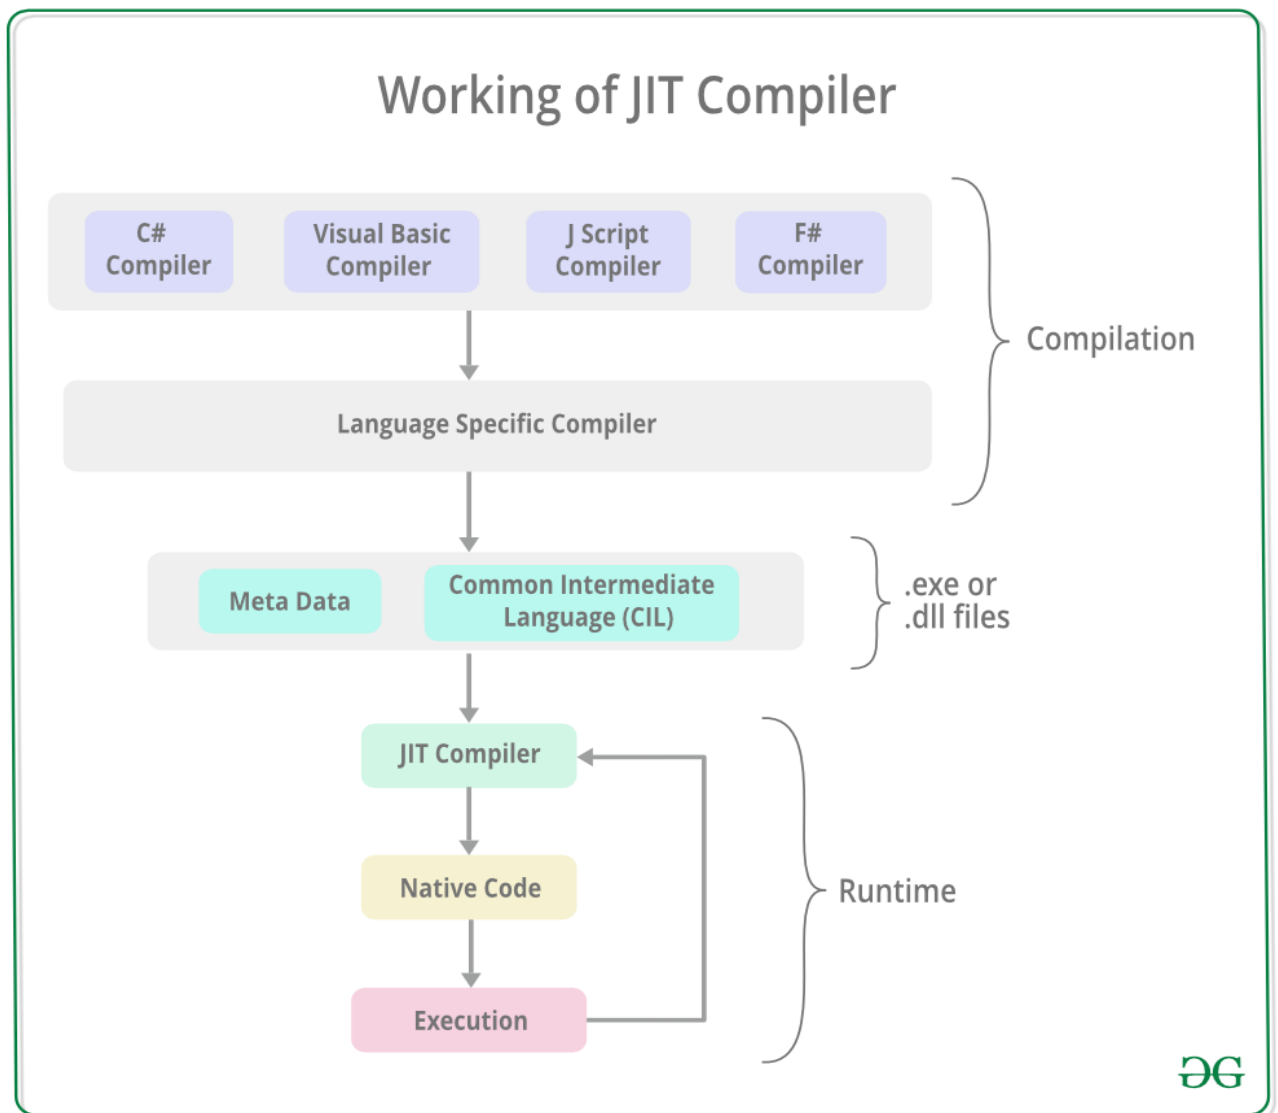 Working of JIT Compiler
C#
Compiler
Visual Basic
Compiler
J Script
Compiler
F#
Compiler
Compilation
Language Specific Compiler
Meta Data
Common Intermediate
Language (CIL)
.exe or
.dll files
JIT Compiler
Native Code
Runtime
Execution